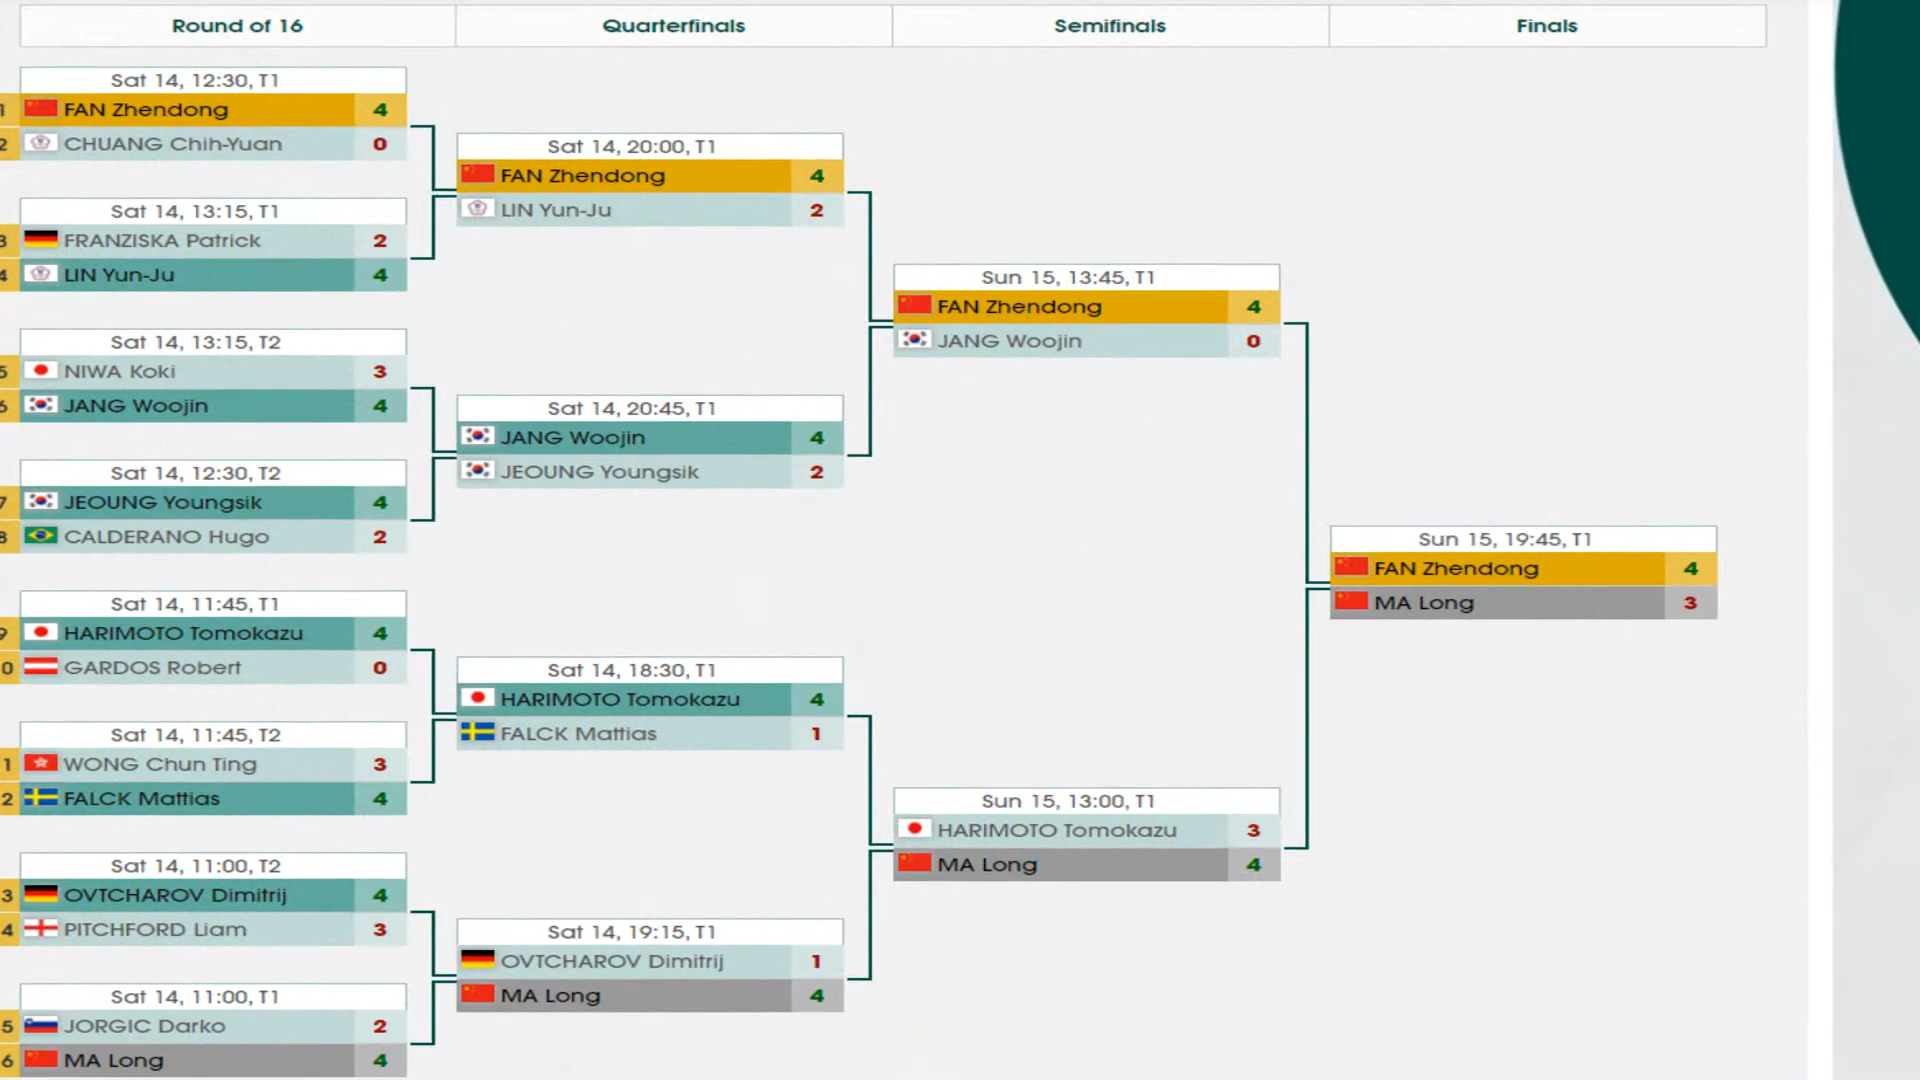 Round of 16
Quarterfinals
Semifinals
Finals
Sat 14, 12:30, T1
1 FAN Zhendong 4
2 CHUANG Chih-Yuan 0
Sat 14, 13:15, T1
3 FRANZISKA Patrick 2
4 LIN Yun-Ju 4
Sat 14, 13:15, T2
5 NIWA Koki 3
6 JANG Woojin 4
Sat 14, 12:30, T2
7 JEOUNG Youngsik 4
8 CALDERANO Hugo 2
Sat 14, 11:45, T1
9 HARIMOTO Tomokazu 4
0 GARDOS Robert 0
Sat 14, 11:45, T2
1 WONG Chun Ting 3
2 FALCK Mattias 4
Sat 14, 11:00, T2
3 OVTCHAROV Dimitrij 4
4 PITCHFORD Liam 3
Sat 14, 11:00, T1
5 JORGIC Darko 2
6 MA Long 4
Sat 14, 20:00, T1
FAN Zhendong 4
LIN Yun-Ju 2
Sat 14, 20:45, T1
JANG Woojin 4
JEOUNG Youngsik 2
Sat 14, 18:30, T1
HARIMOTO Tomokazu 4
FALCK Mattias 1
Sat 14, 19:15, T1
OVTCHAROV Dimitrij 1
MA Long 4
Sun 15, 13:45, T1
FAN Zhendong 4
JANG Woojin 0
Sun 15, 13:00, T1
HARIMOTO Tomokazu 3
MA Long 4
Sun 15, 19:45, T1
FAN Zhendong 4
MA Long 3